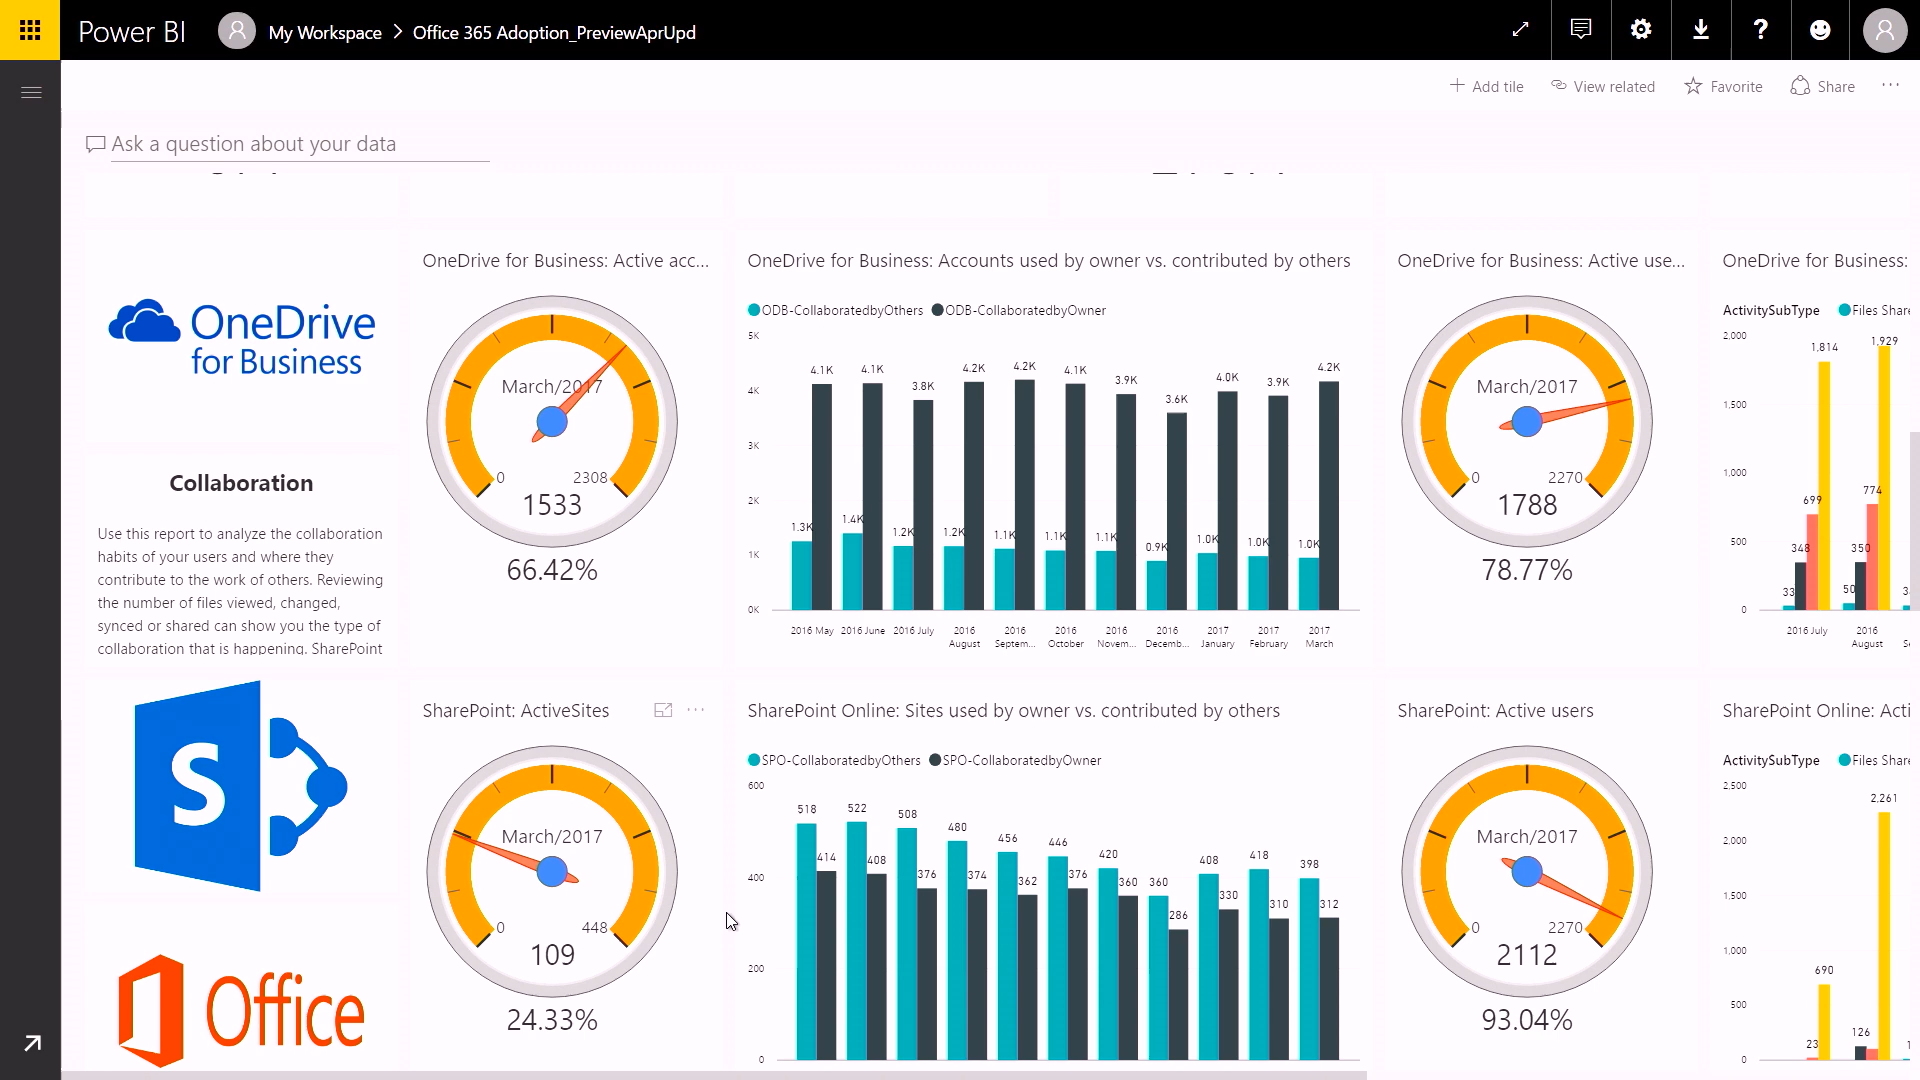 Power BI
My Workspace > Office 365 Adoption_PreviewAprUpd
?
Add tile
View related
Favorite
Share
Ask a question about your data
OneDrive
for Business
OneDrive for Business: Active acc...
March/2017
0
2308
1533
66.42%
OneDrive for Business: Accounts used by owner vs. contributed by others
ODB-CollaboratedbyOthers ODB-CollaboratedbyOwner
5K
4K
3K
2K
1K
0K
4.1K 4.1K 3.8K 4.2K 4.2K 4.1K 3.9K 3.6K 4.0K 3.9K 4.2K
1.3K 1.4K 1.2K 1.2K 1.1K 1.1K 1.1K 0.9K 1.0K 1.0K 1.0K
2016 May 2016 June 2016 July 2016 2016 2016 2016 2016 2017 2017 2017
August Septem... October Novem... Decemb... January February March
OneDrive for Business: Active use...
March/2017
0
2270
1788
78.77%
OneDrive for Business:
ActivitySubType Files Share
2,000
1,500
1,000
500
0
1,814 1,929
699 774
348 350
33 50
2016 July 2016
August
Collaboration
Use this report to analyze the collaboration
habits of your users and where they
contribute to the work of others. Reviewing
the number of files viewed, changed,
synced or shared can show you the type of
collaboration that is happening. SharePoint
S
SharePoint: ActiveSites
March/2017
0
448
109
24.33%
SharePoint Online: Sites used by owner vs. contributed by others
SPO-CollaboratedbyOthers SPO-CollaboratedbyOwner
600
400
200
0
518 522 508 480 456 446 420 360 408 418 398
414 408 376 374 362 376 360 286 330 310 312
SharePoint: Active users
March/2017
0
2270
2112
93.04%
SharePoint Online: Acti
ActivitySubType Files Share
2,500
2,000
1,500
1,000
500
0
2,261
690
126
23
Office